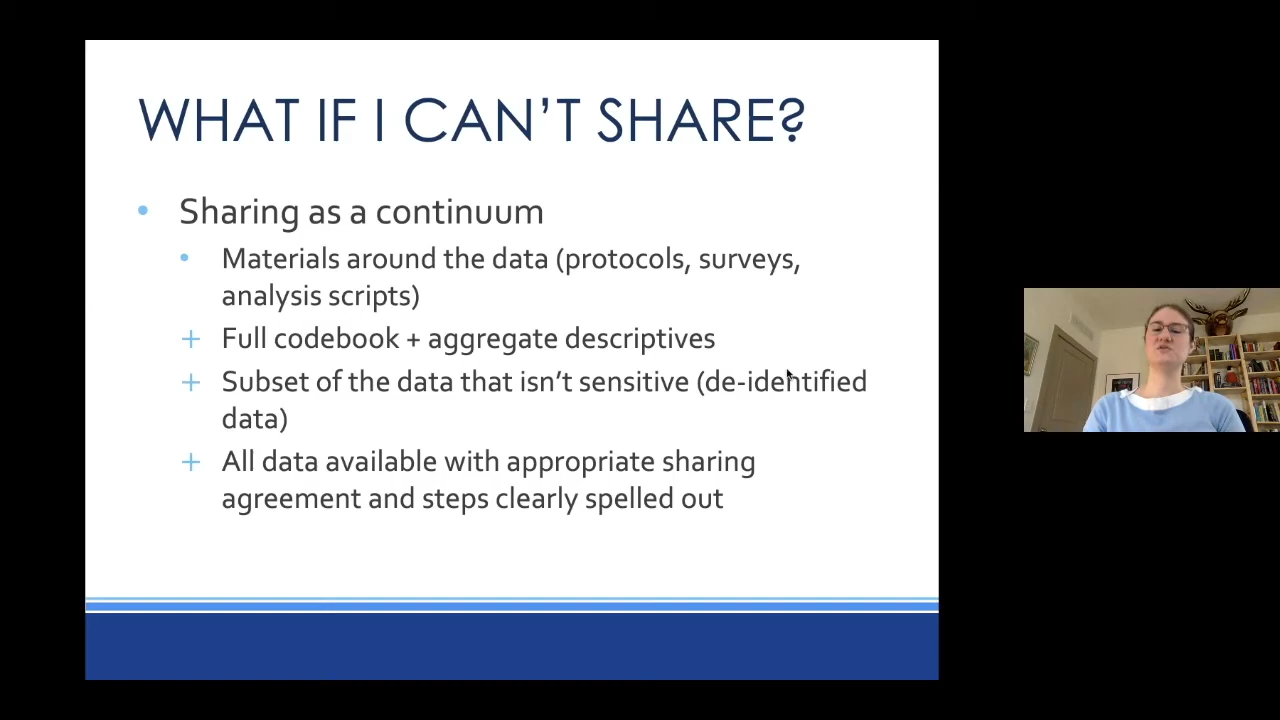 WHAT IF I CAN’T SHARE?
• Sharing as a continuum
• Materials around the data (protocols, surveys,
analysis scripts)
+ Full codebook + aggregate descriptives
+ Subset of the data that isn’t sensitive (de-identified
data)
+ All data available with appropriate sharing
agreement and steps clearly spelled out